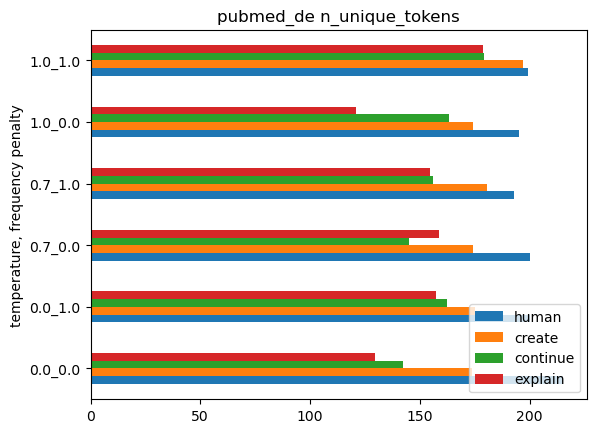 pubmed_de n_unique_tokens
temperature, frequency penalty
1.0_1.0
1.0_0.0
0.7_1.0
0.7_0.0
0.0_1.0
0.0_0.0
human
create
continue
explain
0 50 100 150 200